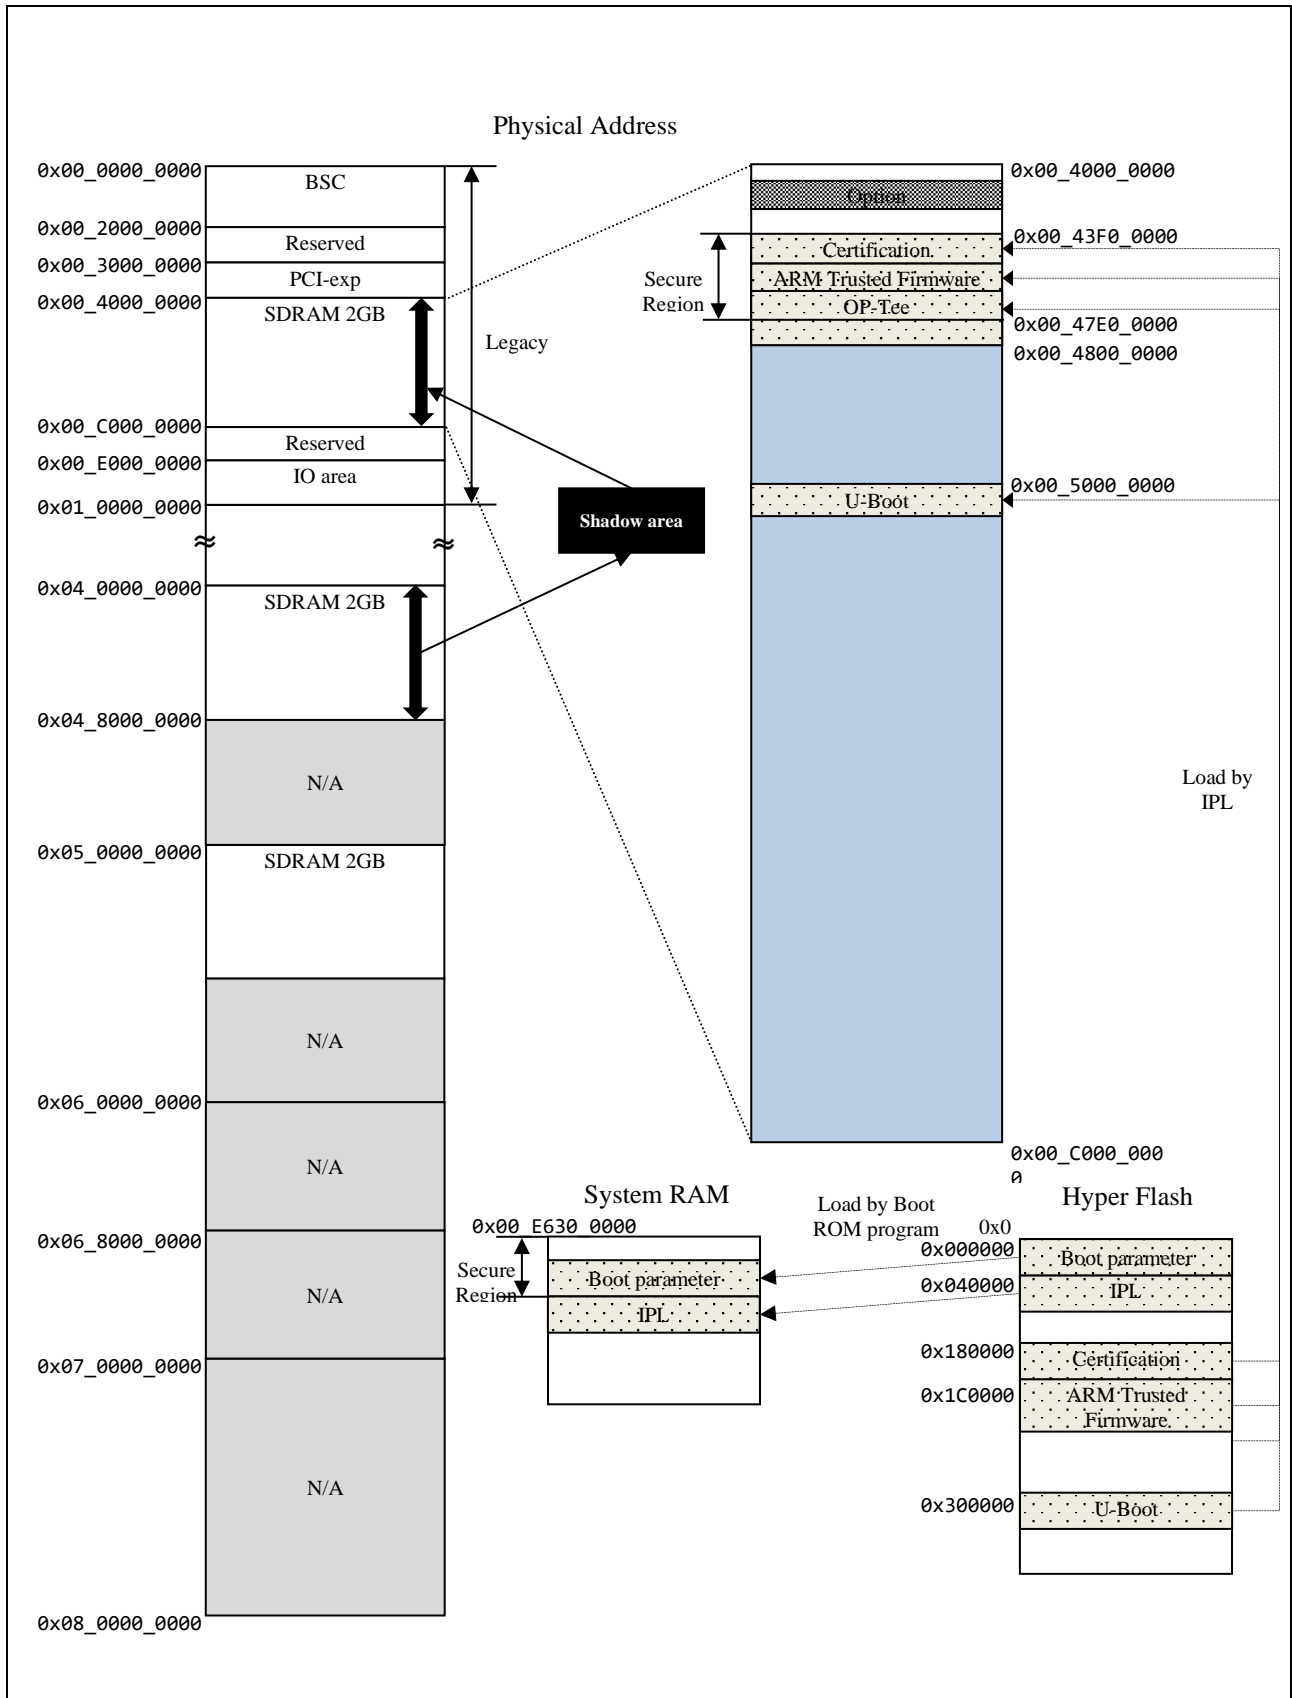 Physical Address
0x00_0000_0000
BSC
0x00_2000_0000
Reserved
0x00_3000_0000
PCI-exp
0x00_4000_0000
SDRAM 2GB
Legacy
0x00_C000_0000
Reserved
0x00_E000_0000
IO area
0x01_0000_0000
Shadow area
0x04_0000_0000
SDRAM 2GB
0x04_8000_0000
N/A
0x05_0000_0000
SDRAM 2GB
N/A
0x06_0000_0000
N/A
0x06_8000_0000
N/A
0x07_0000_0000
N/A
0x08_0000_0000
0x00_4000_0000
Option
0x00_43F0_0000
Certification
Secure
Region
ARM Trusted Firmware
OP-Tee
0x00_47E0_0000
0x00_4800_0000
0x00_5000_0000
U-Boot
Load by
IPL
0x00_C000_000
0
System RAM
0x00_E630_0000
Secure
Region
Boot parameter
IPL
Load by Boot
ROM program
Hyper Flash
0x0
0x000000
Boot parameter
0x040000
IPL
0x180000
Certification
0x1C0000
ARM Trusted
Firmware
0x300000
U-Boot